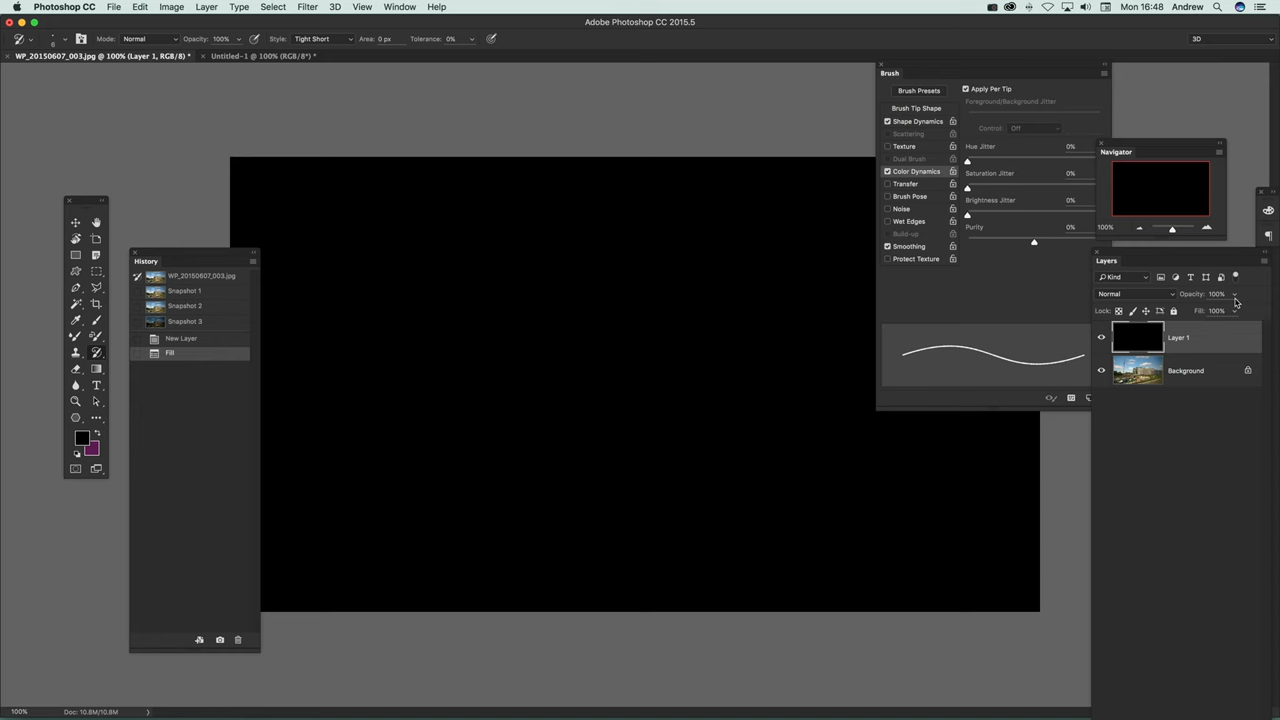 Photoshop CC File Edit Image Layer Type Select Filter 3D View Window Help Mon 16:48 Andrew
Adobe Photoshop CC 2015.5
6 Mode: Normal Opacity: 100% Style: Tight Short Area: 0 px Tolerance: 0% 3D
WP_20150607_003.jpg @ 100% (Layer 1, RGB/8) * Untitled-1 @ 100% (RGB/8*) *
Brush
Brush Presets
Brush Tip Shape
Shape Dynamics
Scattering
Texture
Dual Brush
Color Dynamics
Transfer
Brush Pose
Noise
Wet Edges
Build-up
Smoothing
Protect Texture
Apply Per Tip
Foreground/Background Jitter
Control: Off
Hue Jitter 0%
Saturation Jitter 0%
Brightness Jitter 0%
Purity 0%
Navigator
100%
Layers
Kind
Normal Opacity: 100%
Lock: Fill: 100%
Layer 1
Background
History
WP_20150607_003.jpg
Snapshot 1
Snapshot 2
Snapshot 3
New Layer
Fill
100% Doc: 10.8M/10.8M